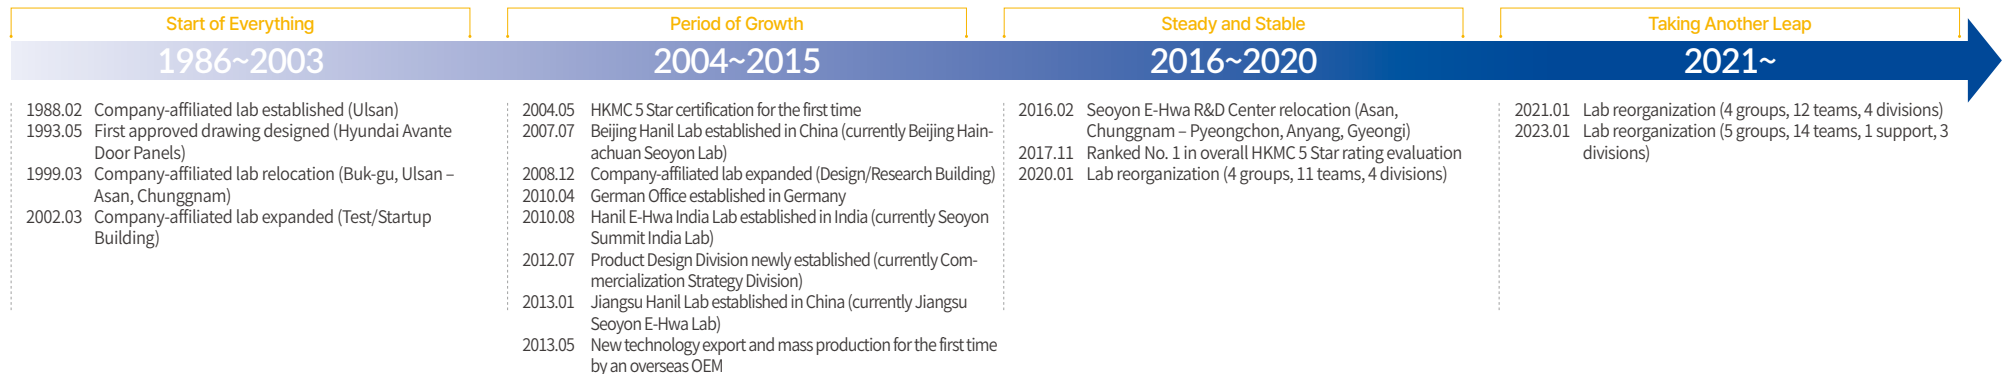 Start of Everything
1986~2003
1988.02 Company-affiliated lab established (Ulsan)
1993.05 First approved drawing designed (Hyundai Avante
Door Panels)
1999.03 Company-affiliated lab relocation (Buk-gu, Ulsan –
Asan, Chunggnam)
2002.03 Company-affiliated lab expanded (Test/Startup
Building)
Period of Growth
2004~2015
2004.05 HKMC 5 Star certification for the first time
2007.07 Beijing Hanil Lab established in China (currently Beijing Hain-
achuan Seoyon Lab)
2008.12 Company-affiliated lab expanded (Design/Research Building)
2010.04 German Office established in Germany
2010.08 Hanil E-Hwa India Lab established in India (currently Seoyon
Summit India Lab)
2012.07 Product Design Division newly established (currently Com-
mercialization Strategy Division)
2013.01 Jiangsu Hanil Lab established in China (currently Jiangsu
Seoyon E-Hwa Lab)
2013.05 New technology export and mass production for the first time
by an overseas OEM
Steady and Stable
2016~2020
2016.02 Seoyon E-Hwa R&D Center relocation (Asan,
Chunggnam – Pyeongchon, Anyang, Gyeongi)
2017.11 Ranked No. 1 in overall HKMC 5 Star rating evaluation
2020.01 Lab reorganization (4 groups, 11 teams, 4 divisions)
Taking Another Leap
2021~
2021.01 Lab reorganization (4 groups, 12 teams, 4 divisions)
2023.01 Lab reorganization (5 groups, 14 teams, 1 support, 3
divisions)